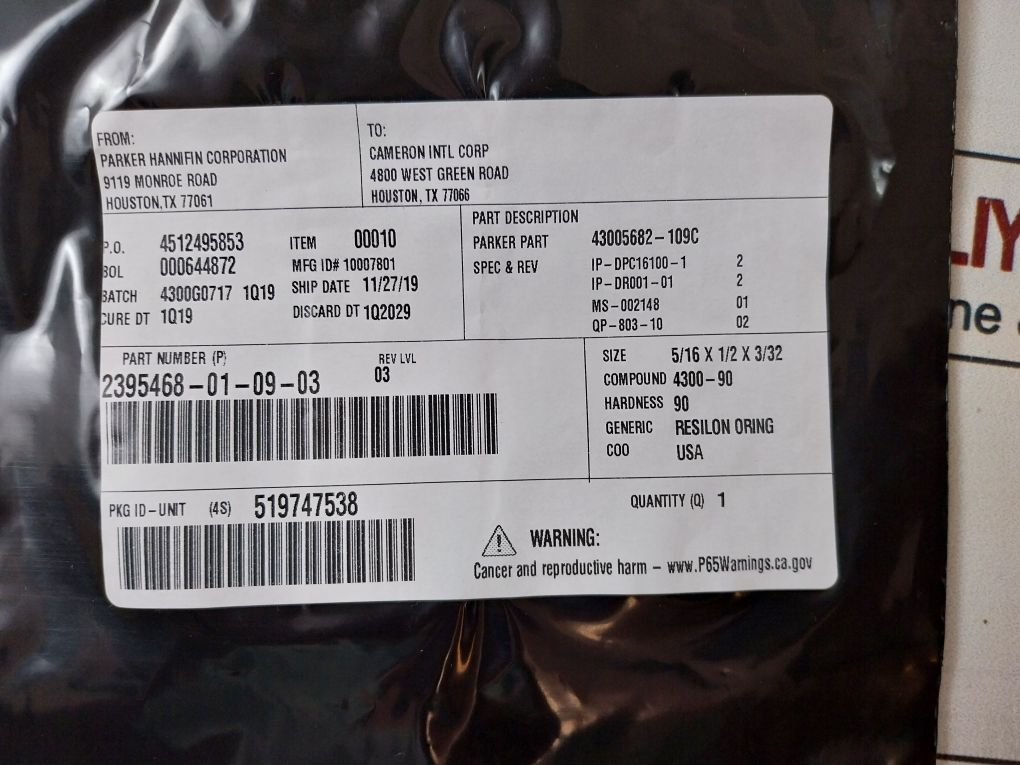 FROM:
PARKER HANNIFIN CORPORATION
9119 MONROE ROAD
HOUSTON,TX 77061
TO:
CAMERON INTL CORP
4800 WEST GREEN ROAD
HOUSTON, TX 77066
P.O. 4512495853
BOL 000644872
BATCH 4300G0717 1Q19
CURE DT 1Q19
ITEM 00010
MFG ID# 10007801
SHIP DATE 11/27/19
DISCARD DT 1Q2029
PART DESCRIPTION
PARKER PART 43005682-109C
SPEC & REV IP-DPC16100-1 2
IP-DR001-01 2
MS-002148 01
QP-803-10 02
PART NUMBER (P)
2395468-01-09-03
REV LVL
03
SIZE 5/16 X 1/2 X 3/32
COMPOUND 4300-90
HARDNESS 90
GENERIC RESILON ORING
COO USA
PKG ID-UNIT (4S) 519747538
QUANTITY (Q) 1
WARNING:
Cancer and reproductive harm - www.P65Warnings.ca.gov
LIY
ne